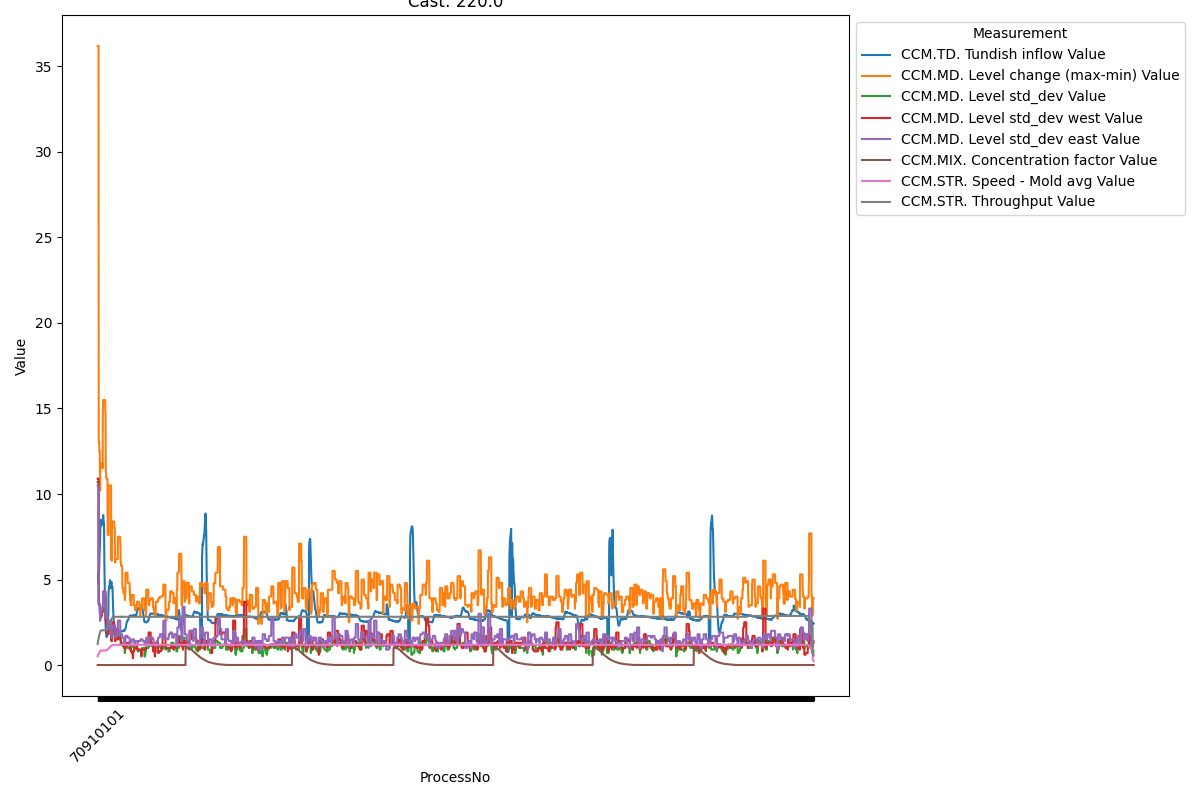 Cast: 220.0
Measurement
CCM.TD. Tundish inflow Value
CCM.MD. Level change (max-min) Value
CCM.MD. Level std_dev Value
CCM.MD. Level std_dev west Value
CCM.MD. Level std_dev east Value
CCM.MIX. Concentration factor Value
CCM.STR. Speed - Mold avg Value
CCM.STR. Throughput Value
35
30
25
20
15
10
5
0
Value
70910101
ProcessNo